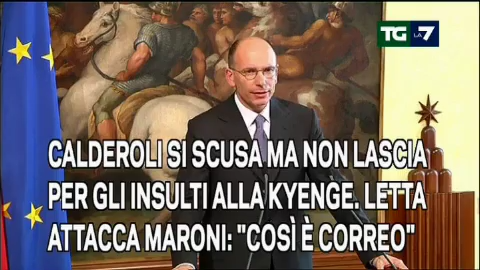 TG LA7
CALDEROLI SI SCUSA MA NON LASCIA
PER GLI INSULTI ALLA KYENGE. LETTA
ATTACCA MARONI: "COSÌ È CORREO"